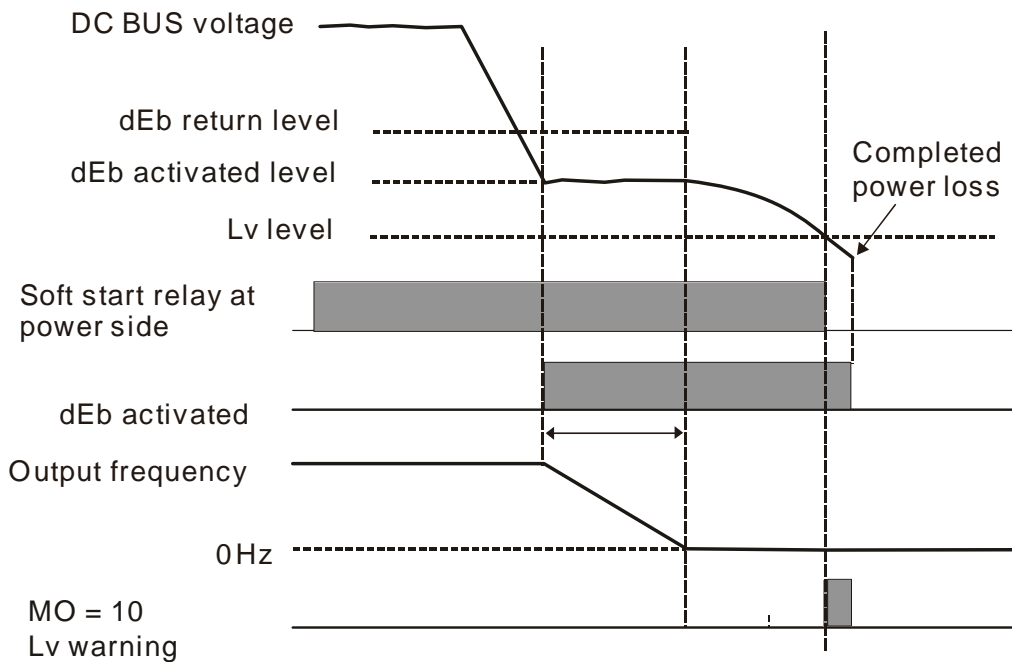 DC BUS voltage
dEb return level
dEb activated level
Completed
power loss
Lv level
Soft start relay at
power side
dEb activated
Output frequency
0Hz
MO = 10
Lv warning